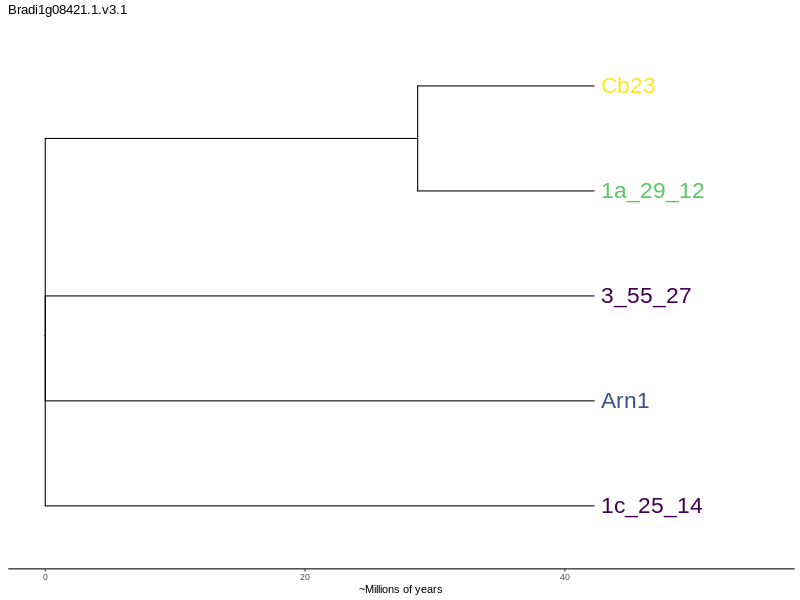 Bradi1g08421.1.v3.1
Cb23
1a_29_12
3_55_27
Arn1
1c_25_14
0 20 40
~Millions of years